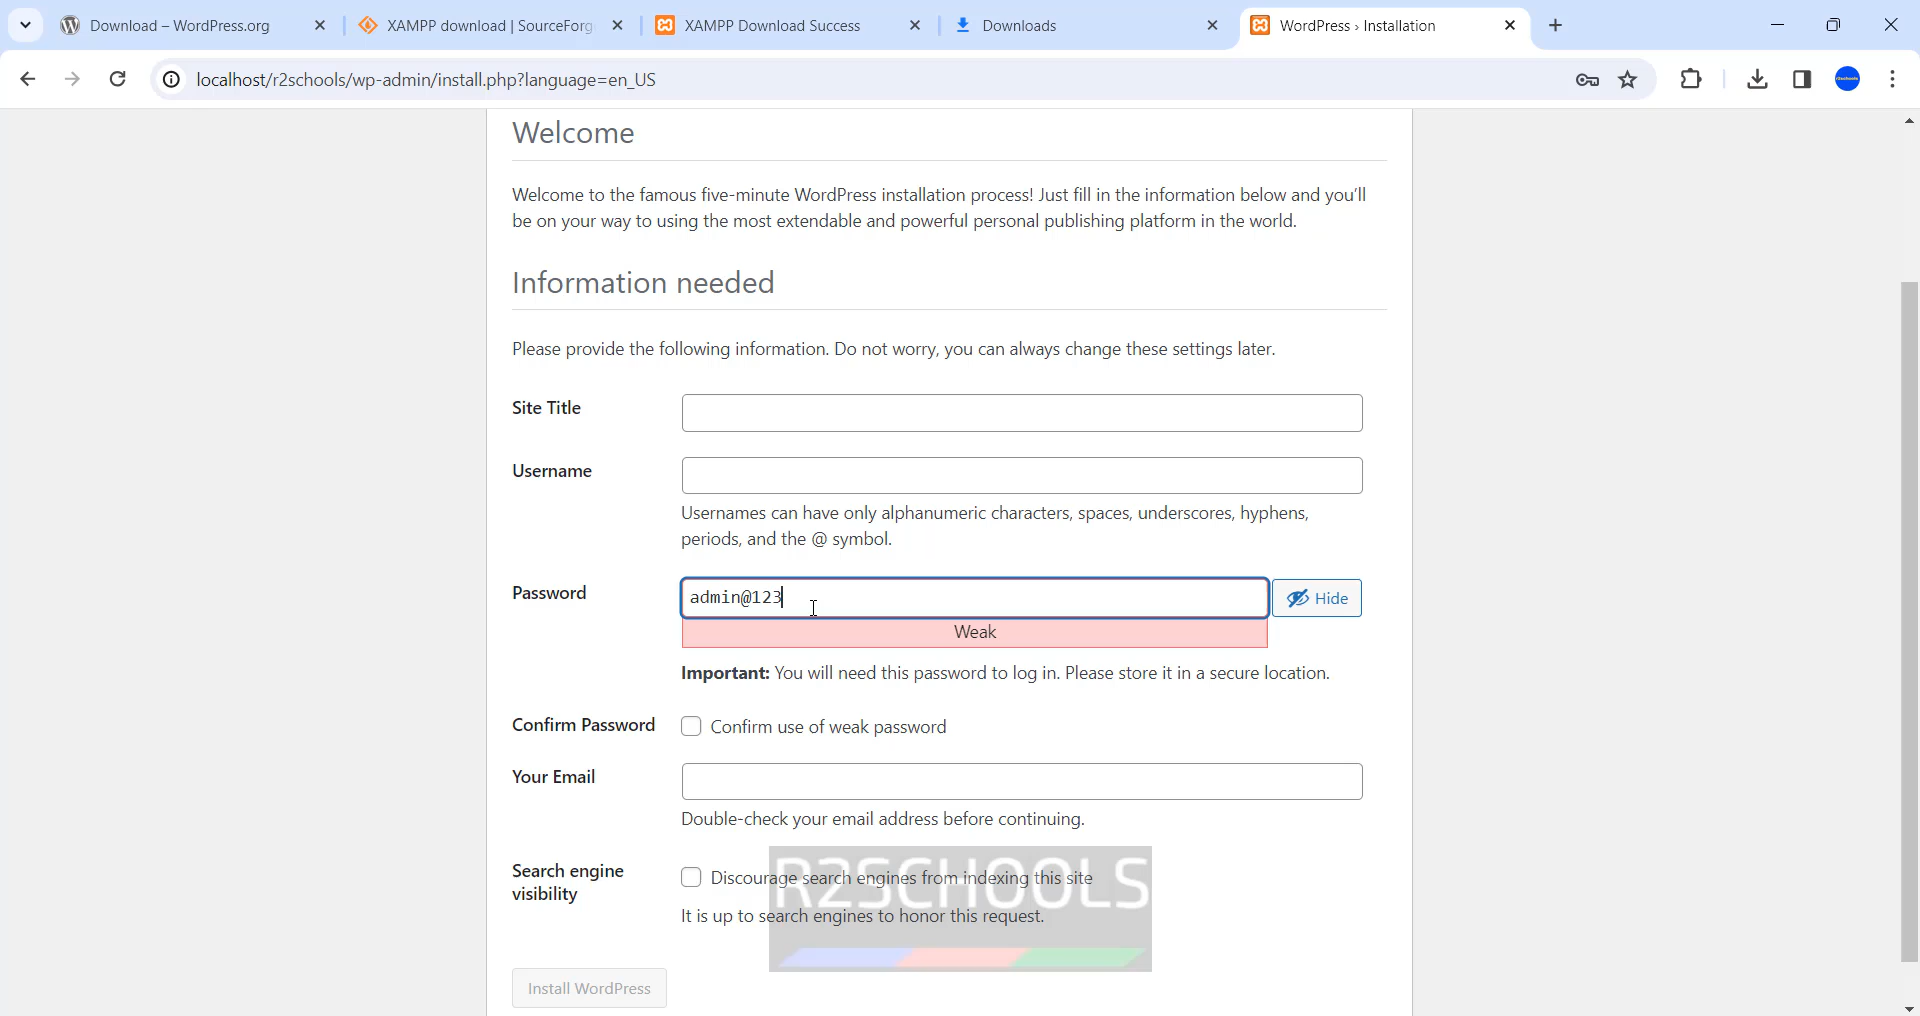 Download – WordPress.org
XAMPP download | SourceForg
XAMPP Download Success
Downloads
WordPress › Installation
localhost/r2schools/wp-admin/install.php?language=en_US
Welcome
Welcome to the famous five-minute WordPress installation process! Just fill in the information below and you'll
be on your way to using the most extendable and powerful personal publishing platform in the world.
Information needed
Please provide the following information. Do not worry, you can always change these settings later.
Site Title
Username
Usernames can have only alphanumeric characters, spaces, underscores, hyphens,
periods, and the @ symbol.
Password
admin@123
Hide
Weak
Important: You will need this password to log in. Please store it in a secure location.
Confirm Password
Confirm use of weak password
Your Email
Double-check your email address before continuing.
Search engine
visibility
Discourage search engines from indexing this site
It is up to search engines to honor this request.
R2SCHOOLS
Install WordPress